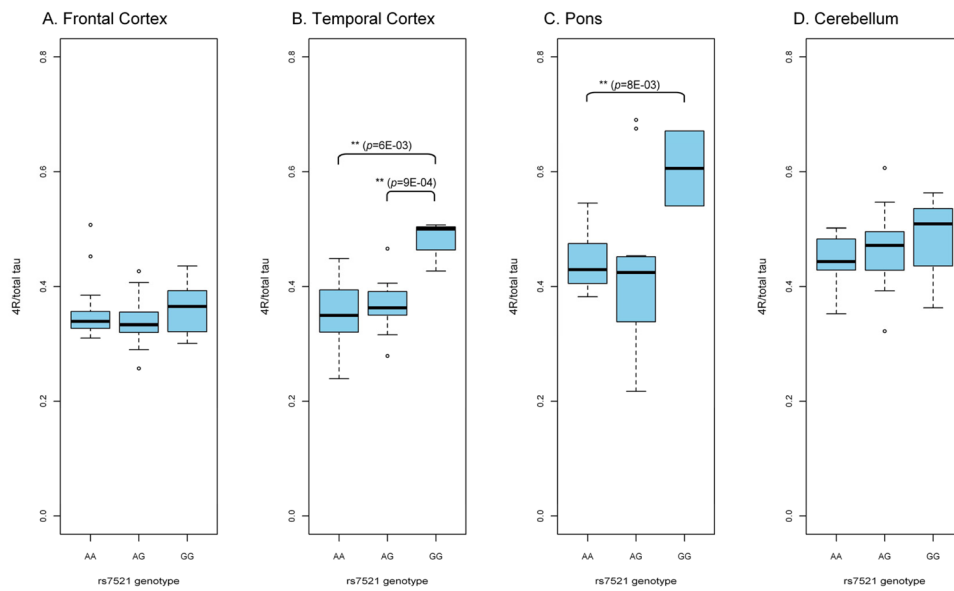 A. Frontal Cortex
4R/total tau
0.8
0.6
0.4
0.2
0.0
AA AG GG
rs7521 genotype
B. Temporal Cortex
4R/total tau
0.8
0.6
0.4
0.2
0.0
** (p=6E-03)
** (p=9E-04)
AA AG GG
rs7521 genotype
C. Pons
4R/total tau
0.8
0.6
0.4
0.2
0.0
** (p=8E-03)
AA AG GG
rs7521 genotype
D. Cerebellum
4R/total tau
0.8
0.6
0.4
0.2
0.0
AA AG GG
rs7521 genotype